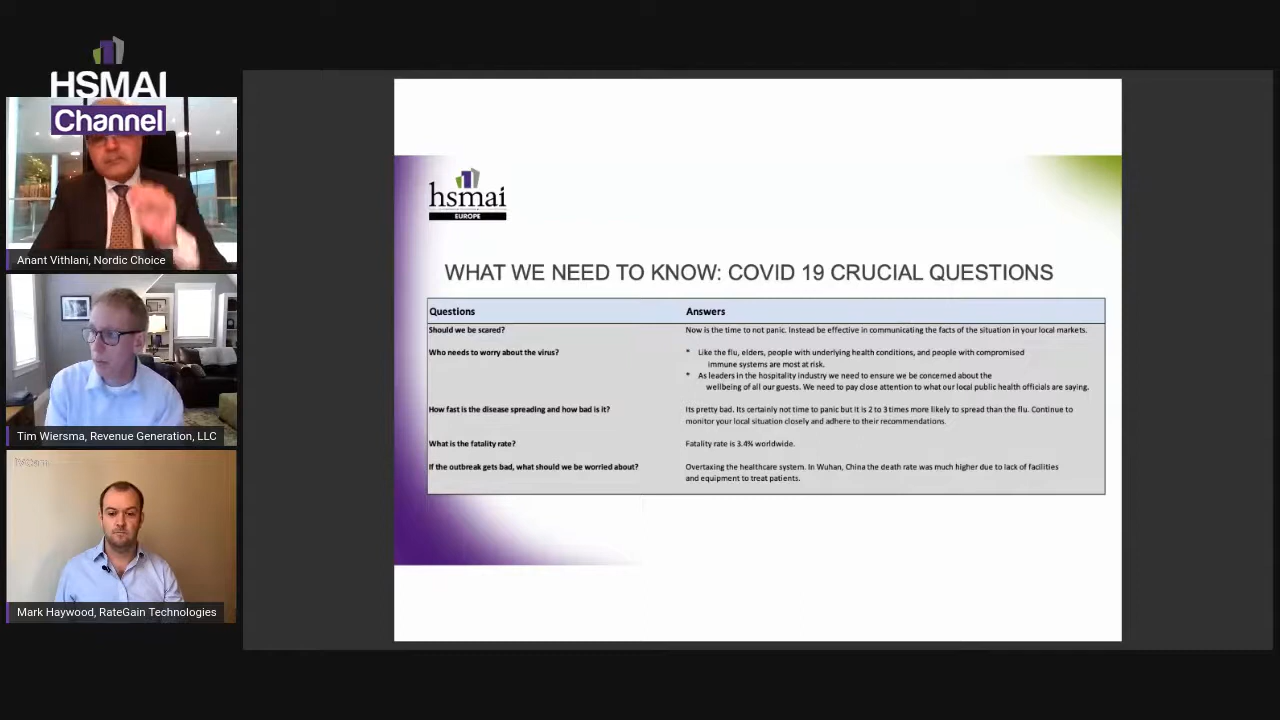 HSMAI
Channel
Anant Vithlani, Nordic Choice
Tim Wiersma, Revenue Generation, LLC
Mark Haywood, RateGain Technologies
hsmai
EUROPE
WHAT WE NEED TO KNOW: COVID 19 CRUCIAL QUESTIONS
Questions Answers
Should we be scared? Now is the time to not panic. Instead be effective in communicating the facts of the situation in your local markets.
Who needs to worry about the virus? * Like the flu, elders, people with underlying health conditions, and people with compromised
immune systems are most at risk.
* As leaders in the hospitality industry we need to ensure we be concerned about the
wellbeing of all our guests. We need to pay close attention to what our local public health officials are saying.
How fast is the disease spreading and how bad is it? Its pretty bad. Its certainly not time to panic but It is 2 to 3 times more likely to spread than the flu. Continue to
monitor your local situation closely and adhere to their recommendations.
What is the fatality rate? Fatality rate is 3.4% worldwide.
If the outbreak gets bad, what should we be worried about? Overtaxing the healthcare system. In Wuhan, China the death rate was much higher due to lack of facilities
and equipment to treat patients.